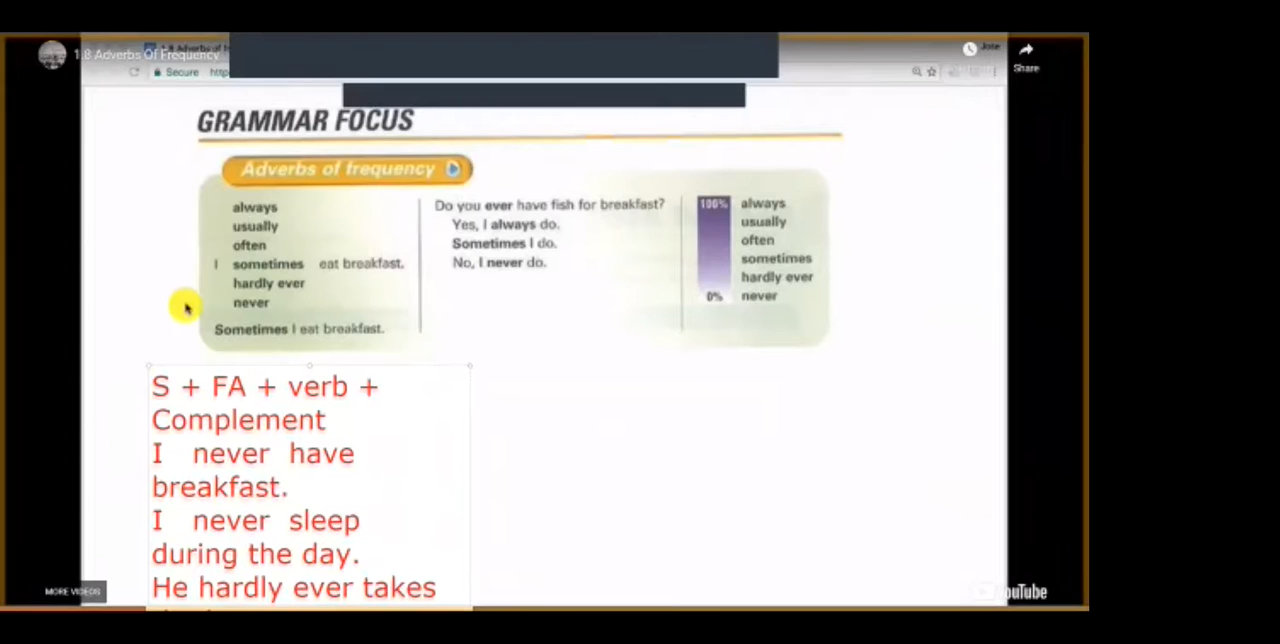 1.8 Adverbs Of Frequency
Jose
Secure
Share
GRAMMAR FOCUS
Adverbs of frequency
always
usually
often
I sometimes eat breakfast.
hardly ever
never
Sometimes I eat breakfast.
Do you ever have fish for breakfast?
Yes, I always do.
Sometimes I do.
No, I never do.
100% always
usually
often
sometimes
hardly ever
0% never
S + FA + verb +
Complement
I never have
breakfast.
I never sleep
during the day.
He hardly ever takes
MORE VIDEOS
YouTube